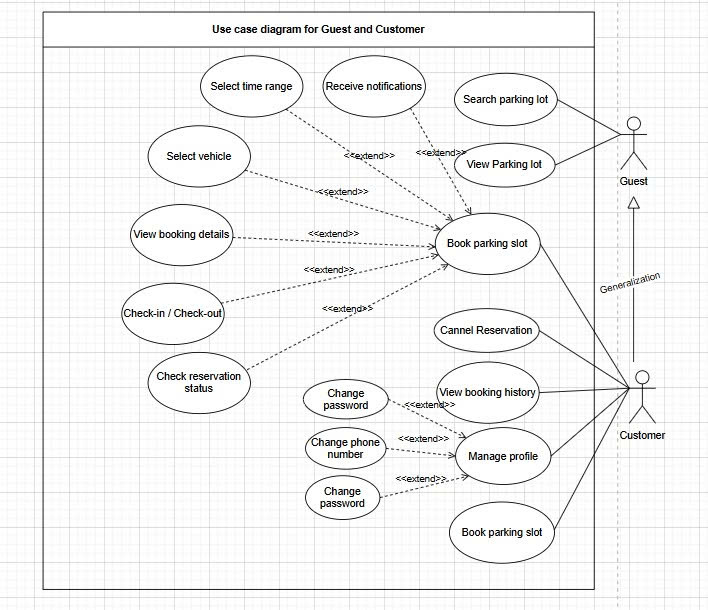 Use case diagram for Guest and Customer
Select time range
Receive notifications
Search parking lot
Select vehicle
<<extend>>
<<extend>>
View Parking lot
Guest
<<extend>>
View booking details
<<extend>>
Book parking slot
<<extend>>
Generalization
Check-in / Check-out
<<extend>>
Cannel Reservation
Check reservation
status
Change
password
<<extend>>
View booking history
Customer
Change phone
number
<<extend>>
Manage profile
<<extend>>
Change
password
Book parking slot